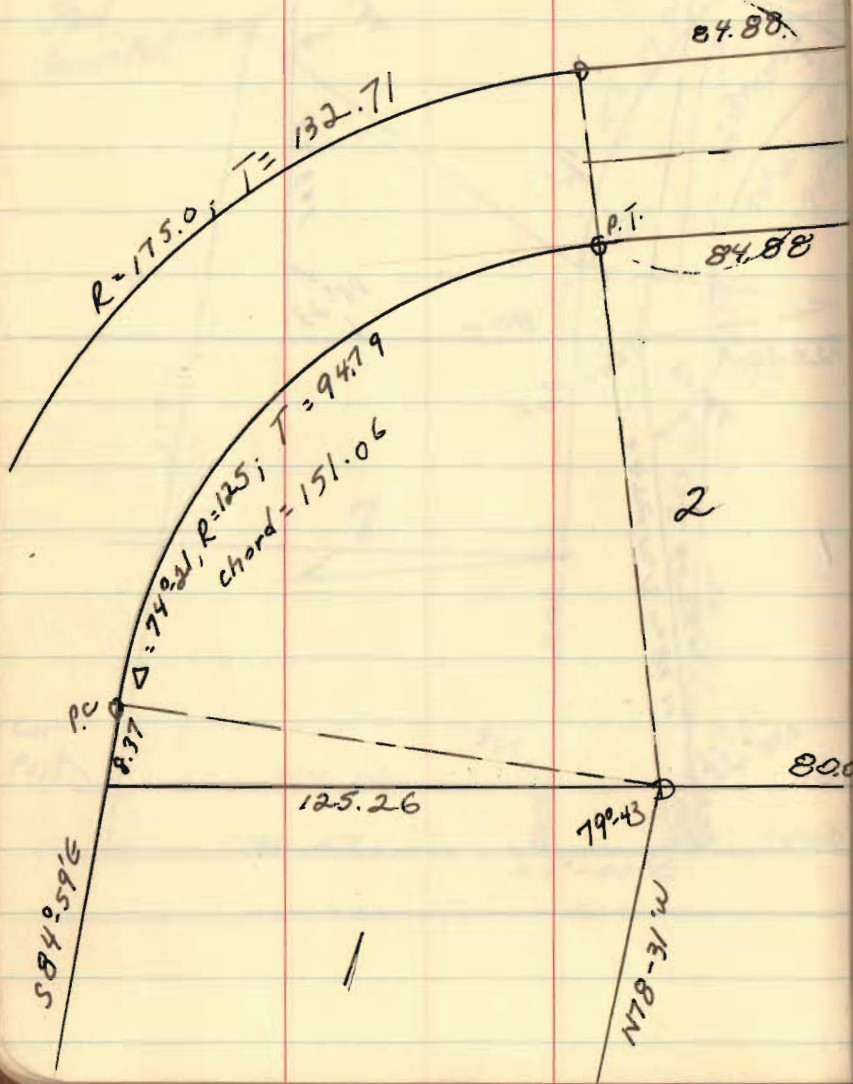 84.88
R=175.0; T=132.71
P.T.
84.88
Δ=74°-21, R=125; T=94.79
chord=151.06
2
P.C
8.37
80.0
125.26
79°-43
S84°-59'E
N78-31'W
1